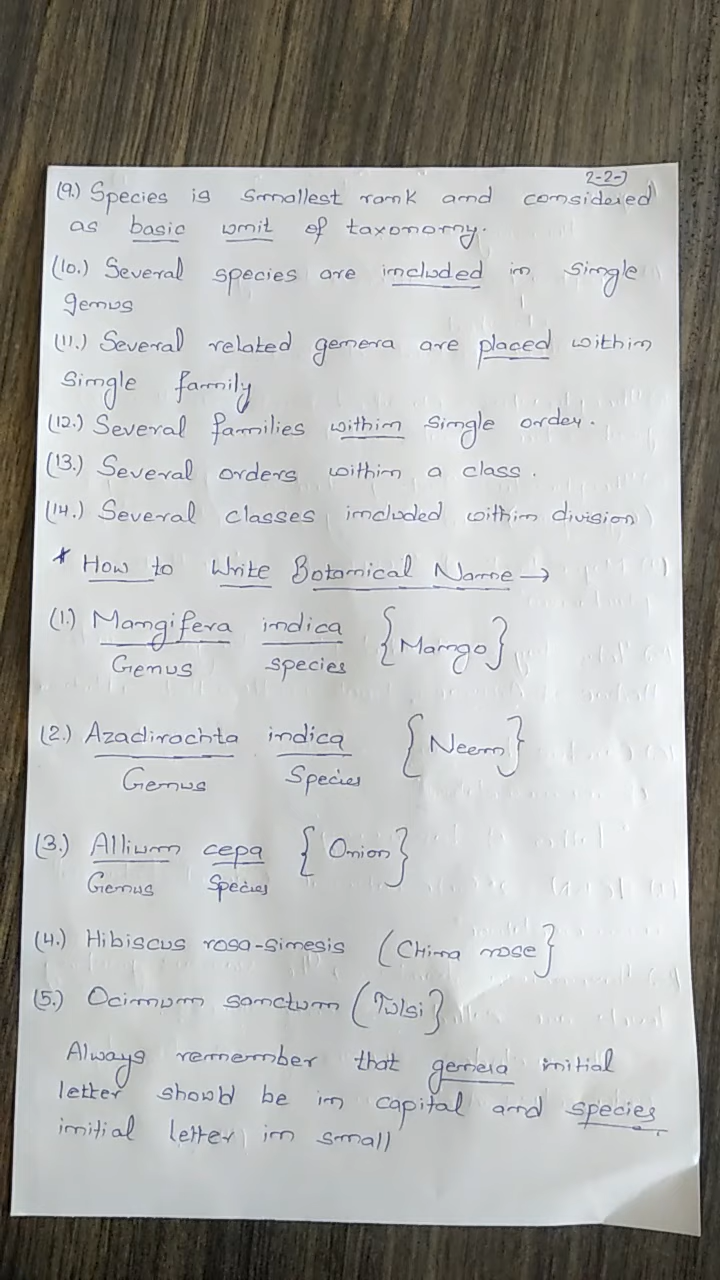 2-2-7
(9.) Species is smallest rank and considered
as basic unit of taxonomy.
(10.) Several species are included in single
genus
(11.) Several related genera are placed within
single family
(12.) Several families within single order.
(13.) Several orders within a class.
(14.) Several classes included within division
* How to Write Botanical Name →
(1.) Mangifera indica {Mango}
Genus species
(2.) Azadirachta indica {Neem}
Genus Species
(3.) Allium cepa {Onion}
Genus Species
(4.) Hibiscus rosa-sinesis (China rose}
(5.) Ocimum sanctum (Tulsi}
Always remember that genera initial
letter should be in capital and species
initial letter in small